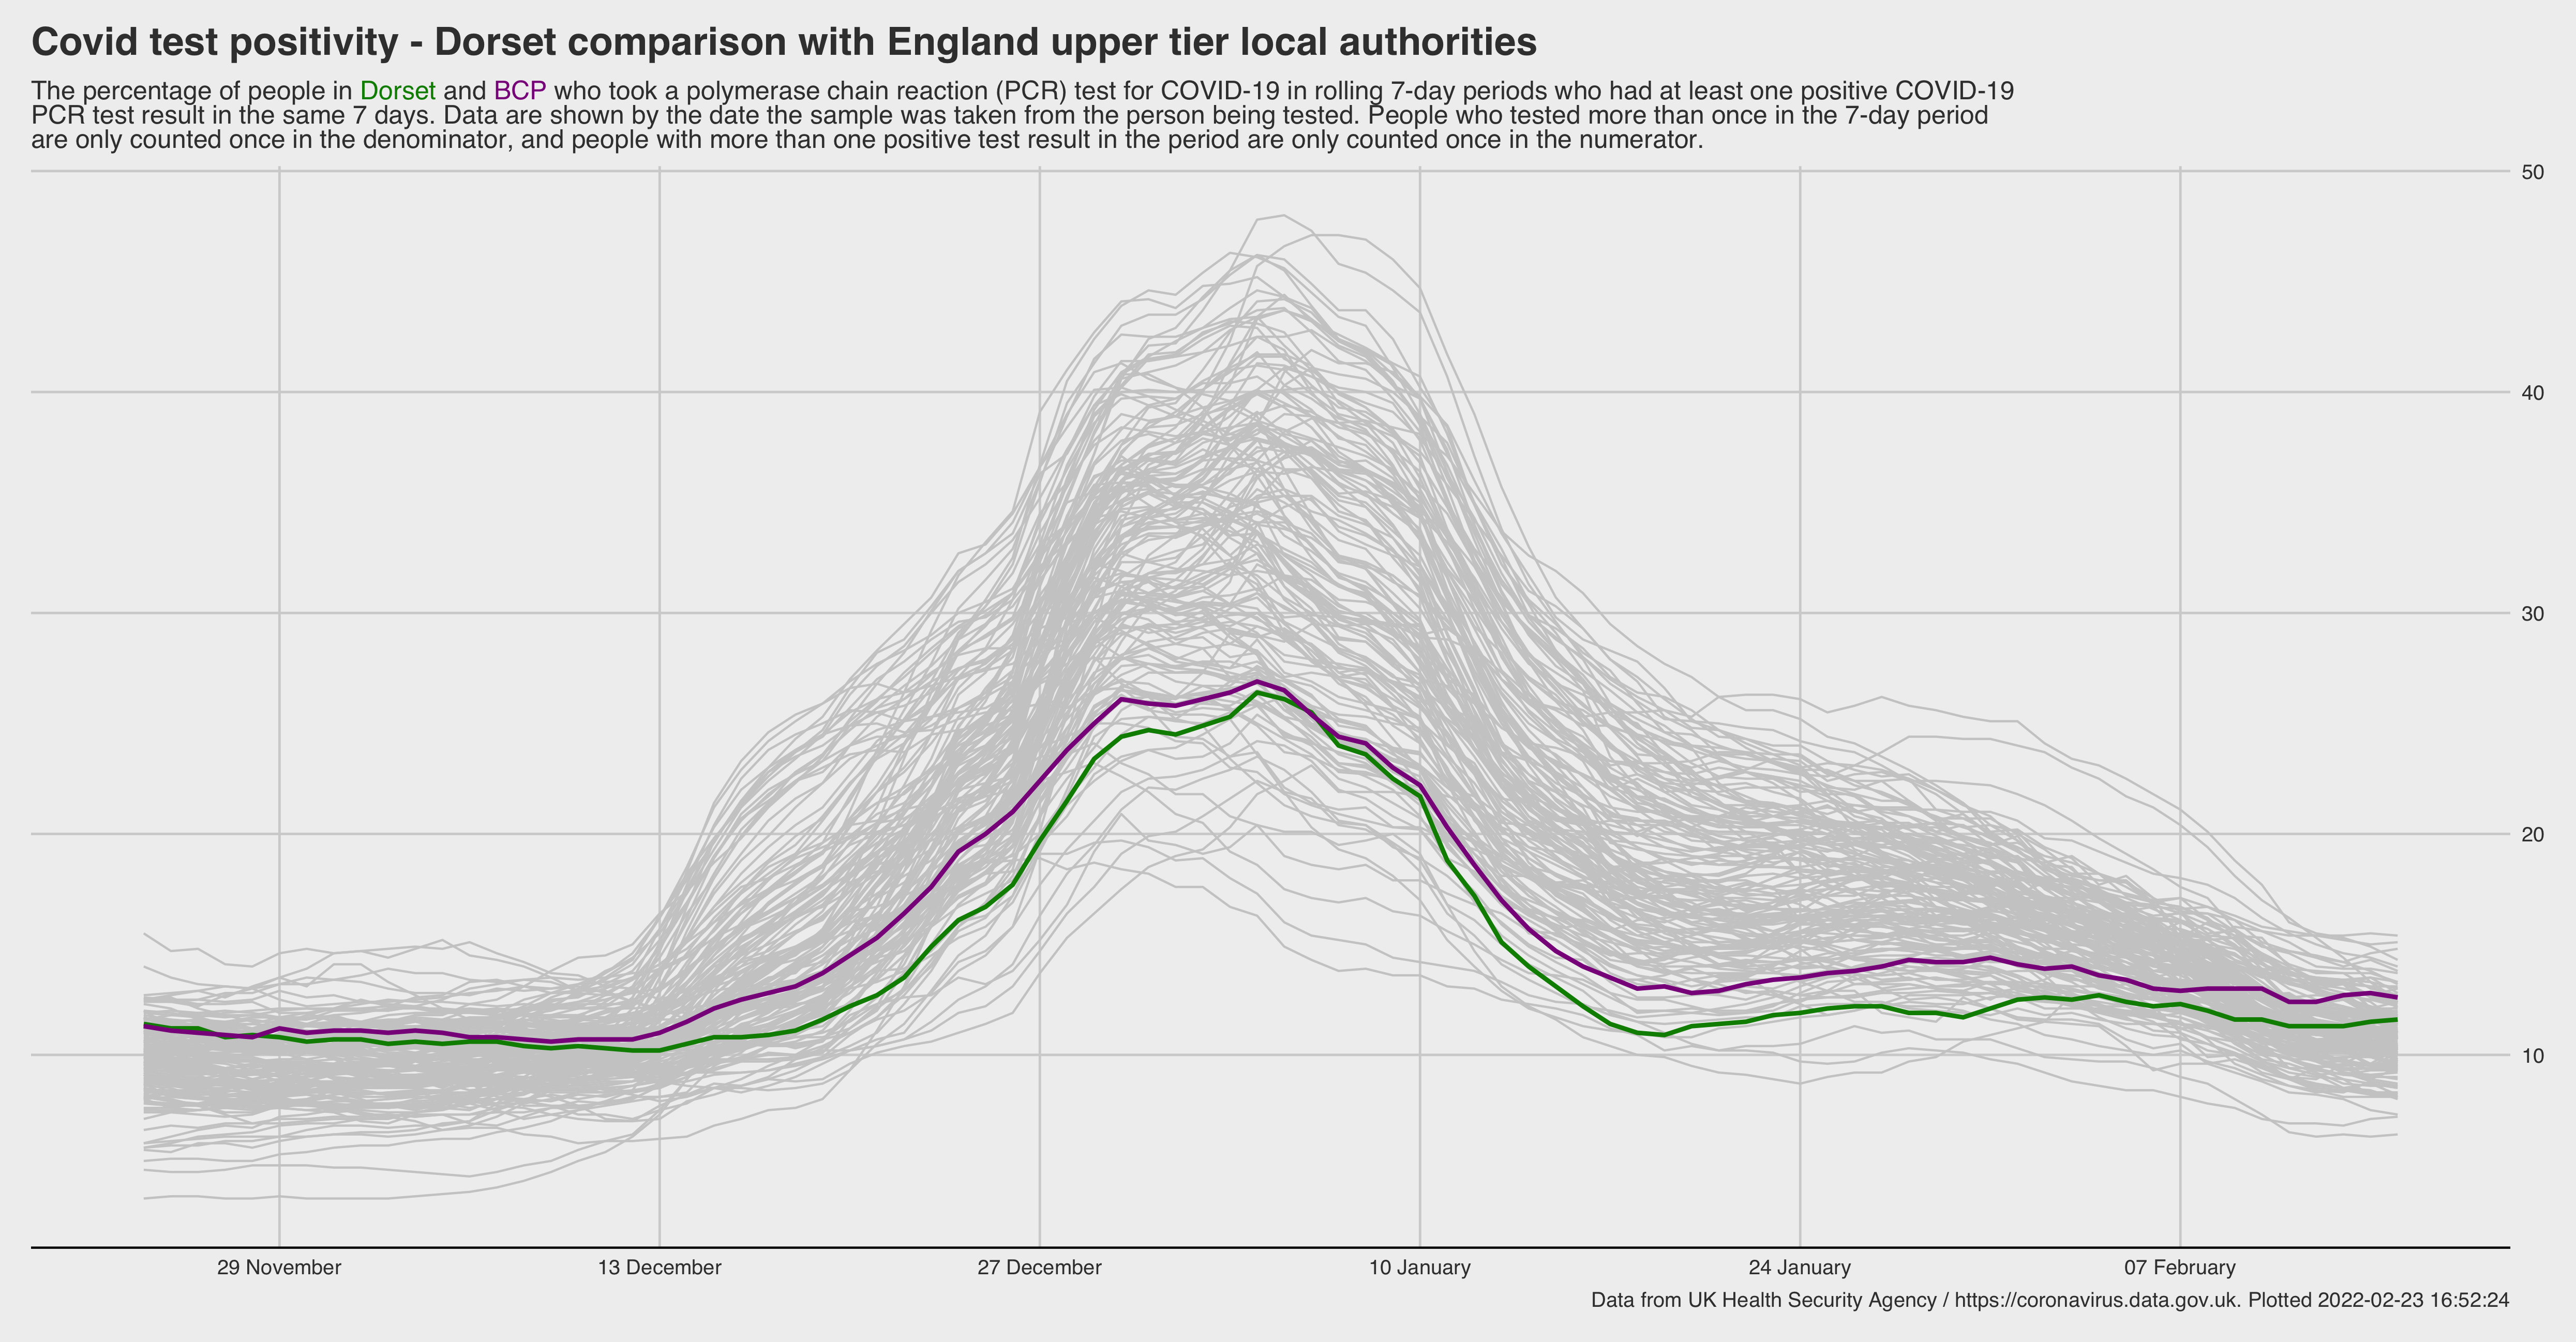 Covid test positivity - Dorset comparison with England upper tier local authorities
The percentage of people in Dorset and BCP who took a polymerase chain reaction (PCR) test for COVID-19 in rolling 7-day periods who had at least one positive COVID-19
PCR test result in the same 7 days. Data are shown by the date the sample was taken from the person being tested. People who tested more than once in the 7-day period
are only counted once in the denominator, and people with more than one positive test result in the period are only counted once in the numerator.
50
40
30
20
10
29 November 13 December 27 December 10 January 24 January 07 February
Data from UK Health Security Agency / https://coronavirus.data.gov.uk. Plotted 2022-02-23 16:52:24